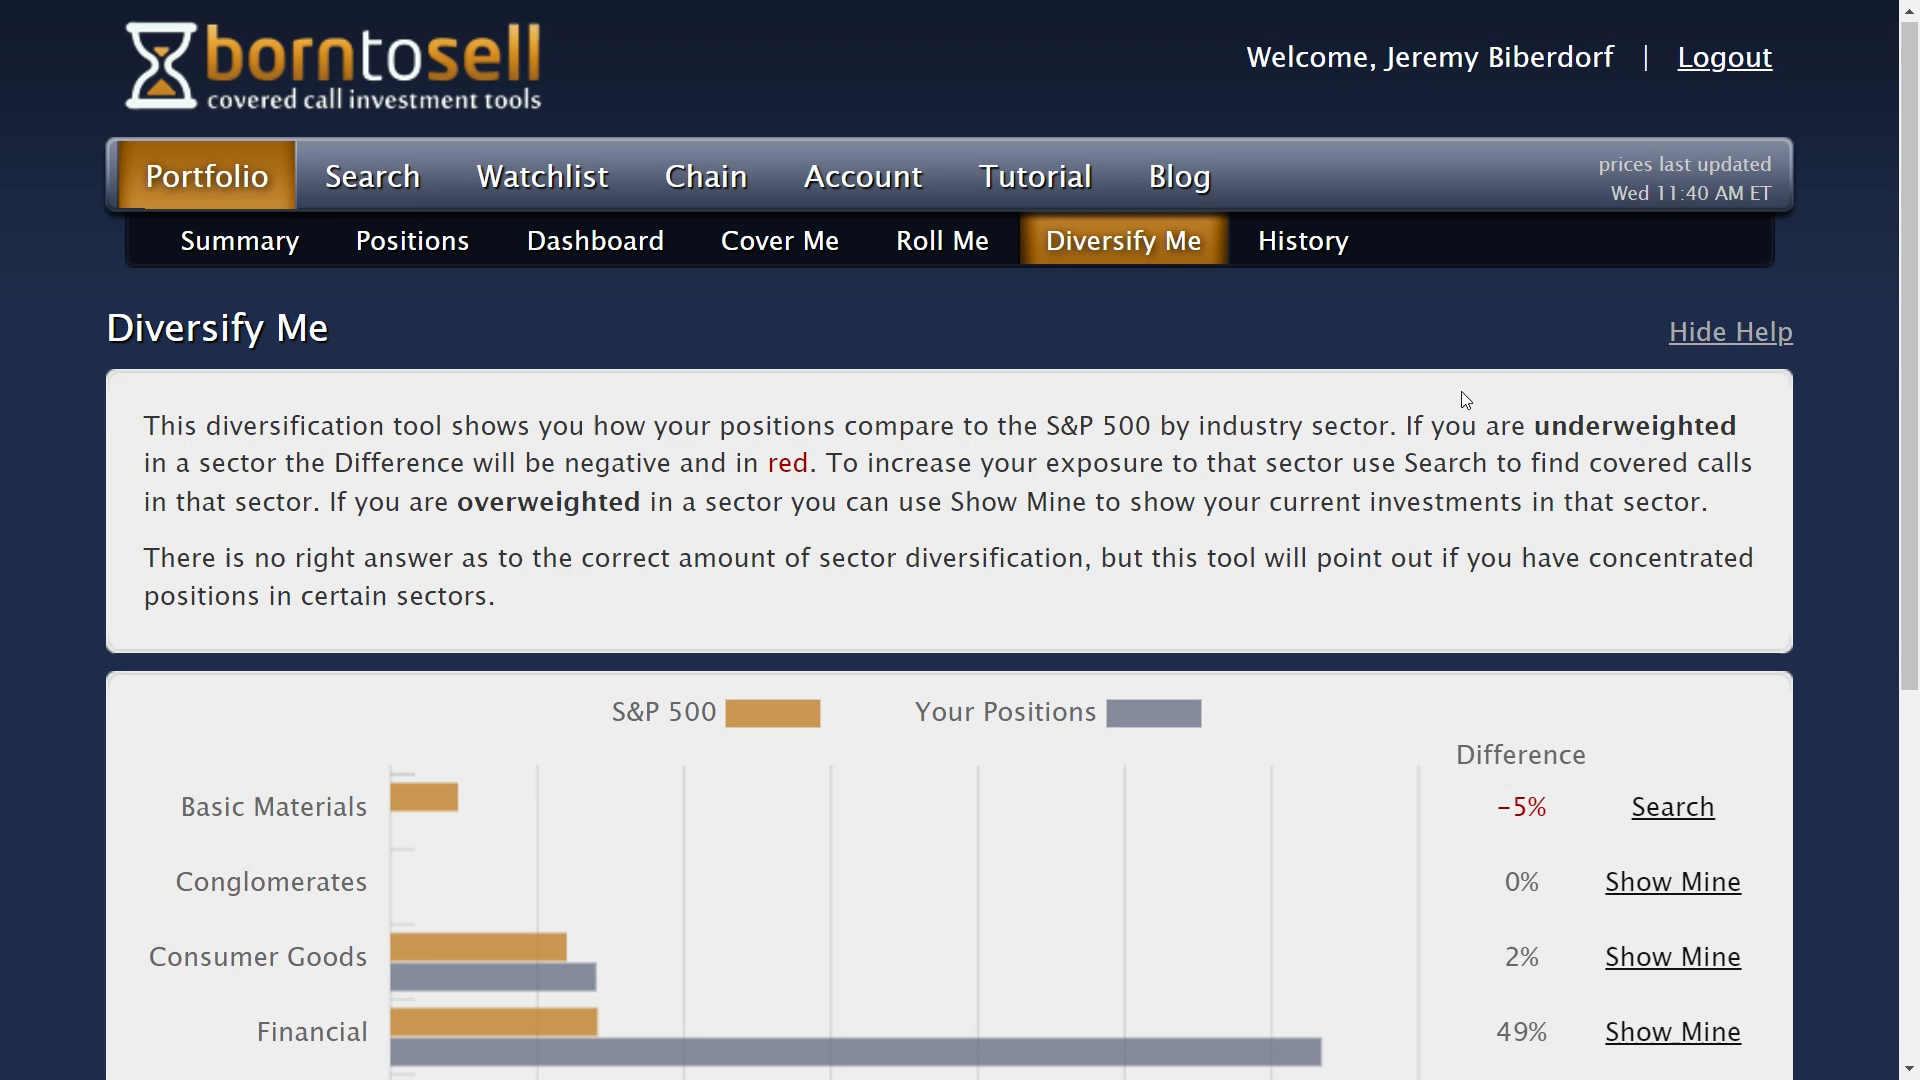 borntosell
covered call investment tools
Welcome, Jeremy Biberdorf | Logout
Portfolio Search Watchlist Chain Account Tutorial Blog
prices last updated
Wed 11:40 AM ET
Summary Positions Dashboard Cover Me Roll Me Diversify Me History
Diversify Me
Hide Help
This diversification tool shows you how your positions compare to the S&P 500 by industry sector. If you are underweighted
in a sector the Difference will be negative and in red. To increase your exposure to that sector use Search to find covered calls
in that sector. If you are overweighted in a sector you can use Show Mine to show your current investments in that sector.
There is no right answer as to the correct amount of sector diversification, but this tool will point out if you have concentrated
positions in certain sectors.
S&P 500 Your Positions
Difference
Basic Materials -5% Search
Conglomerates 0% Show Mine
Consumer Goods 2% Show Mine
Financial 49% Show Mine